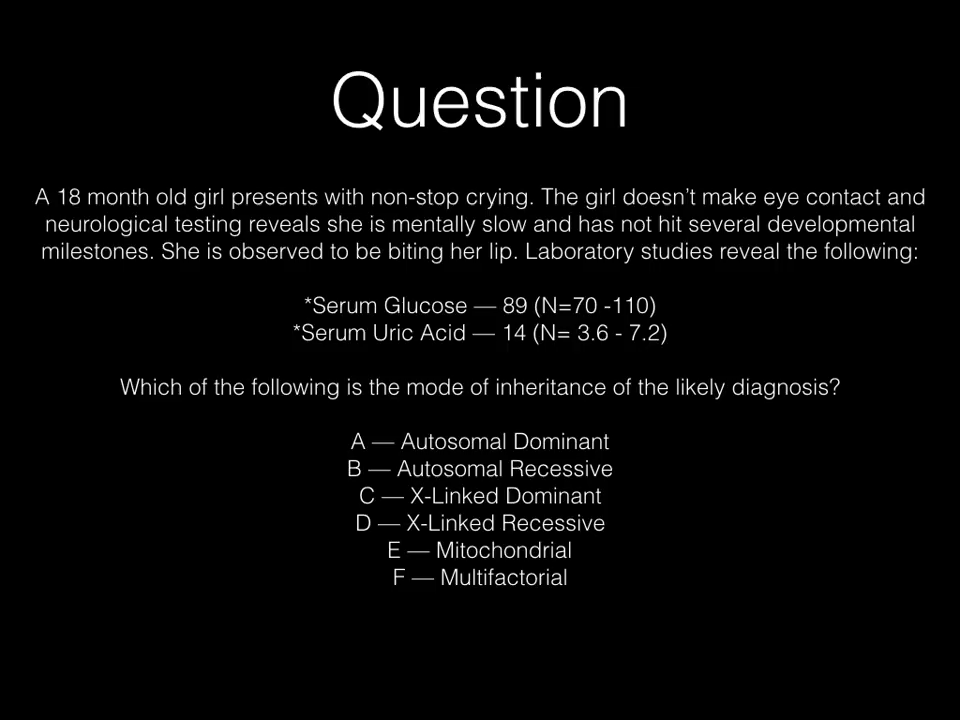 Question
A 18 month old girl presents with non-stop crying. The girl doesn’t make eye contact and
neurological testing reveals she is mentally slow and has not hit several developmental
milestones. She is observed to be biting her lip. Laboratory studies reveal the following:
*Serum Glucose — 89 (N=70 -110)
*Serum Uric Acid — 14 (N= 3.6 - 7.2)
Which of the following is the mode of inheritance of the likely diagnosis?
A — Autosomal Dominant
B — Autosomal Recessive
C — X-Linked Dominant
D — X-Linked Recessive
E — Mitochondrial
F — Multifactorial